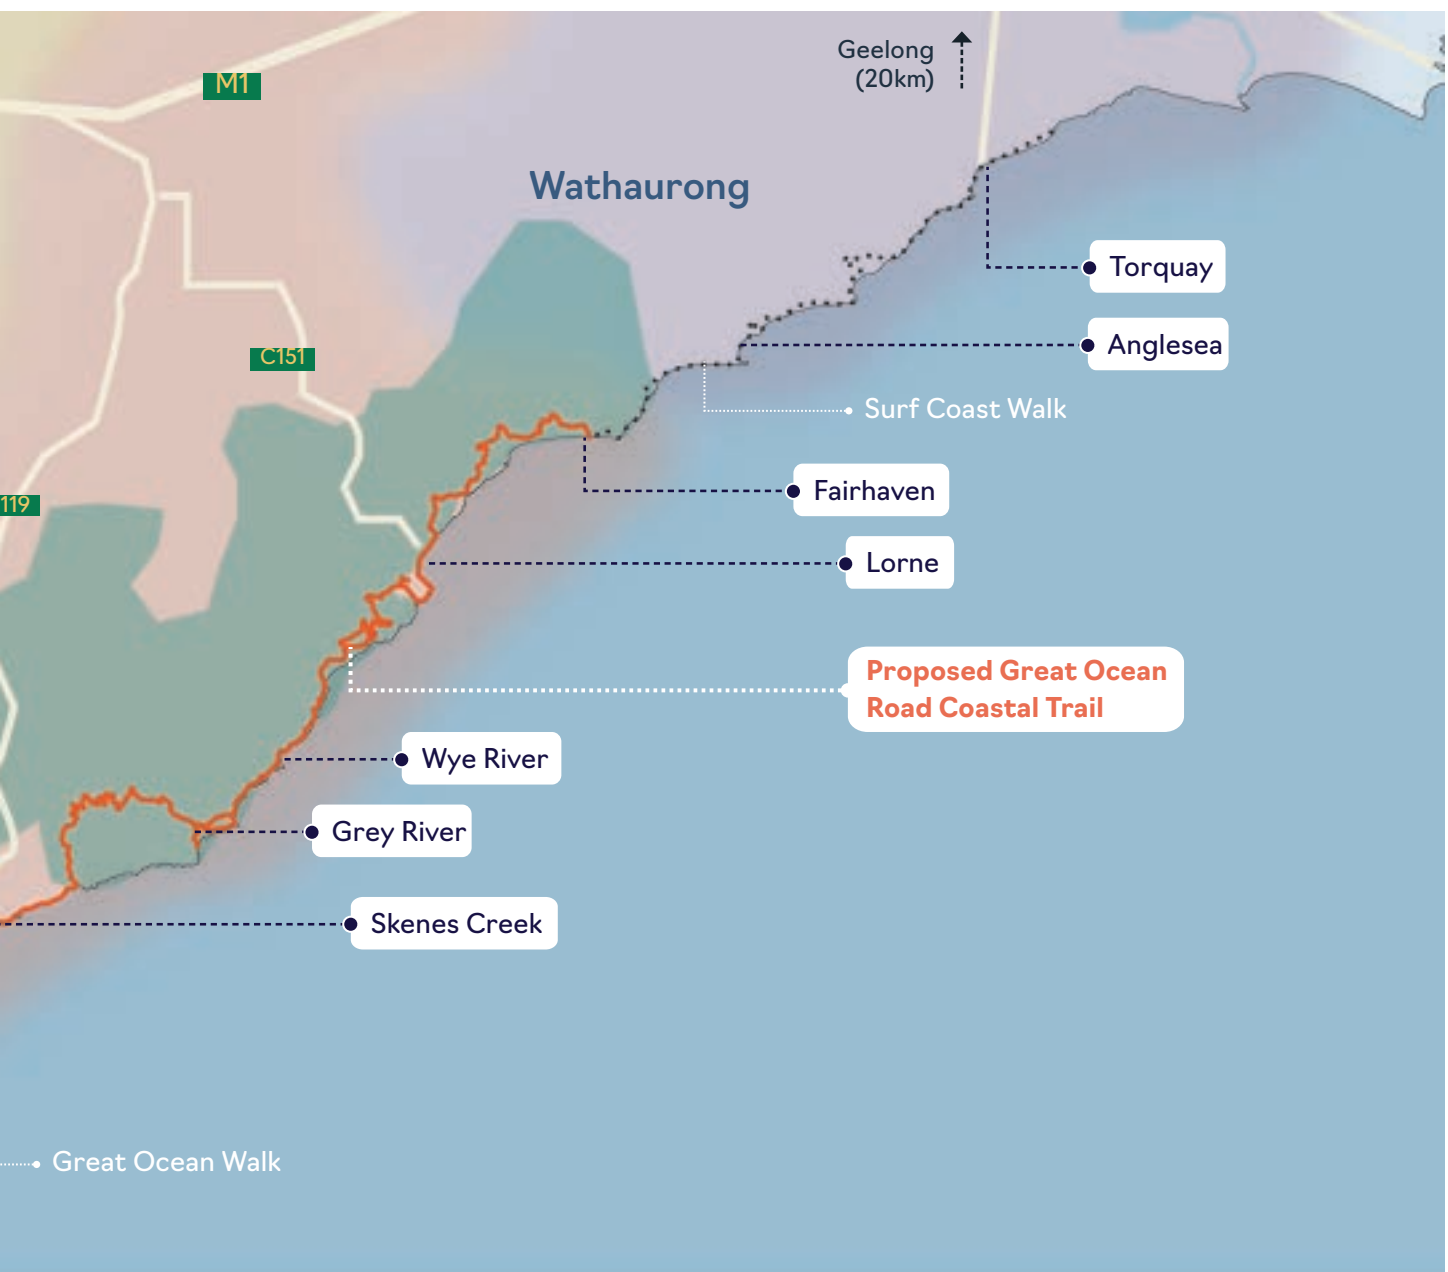 Geelong
(20km)
M1
Wathaurong
Torquay
Anglesea
C151
Surf Coast Walk
Fairhaven
119
Lorne
Proposed Great Ocean
Road Coastal Trail
Wye River
Grey River
Skenes Creek
Great Ocean Walk